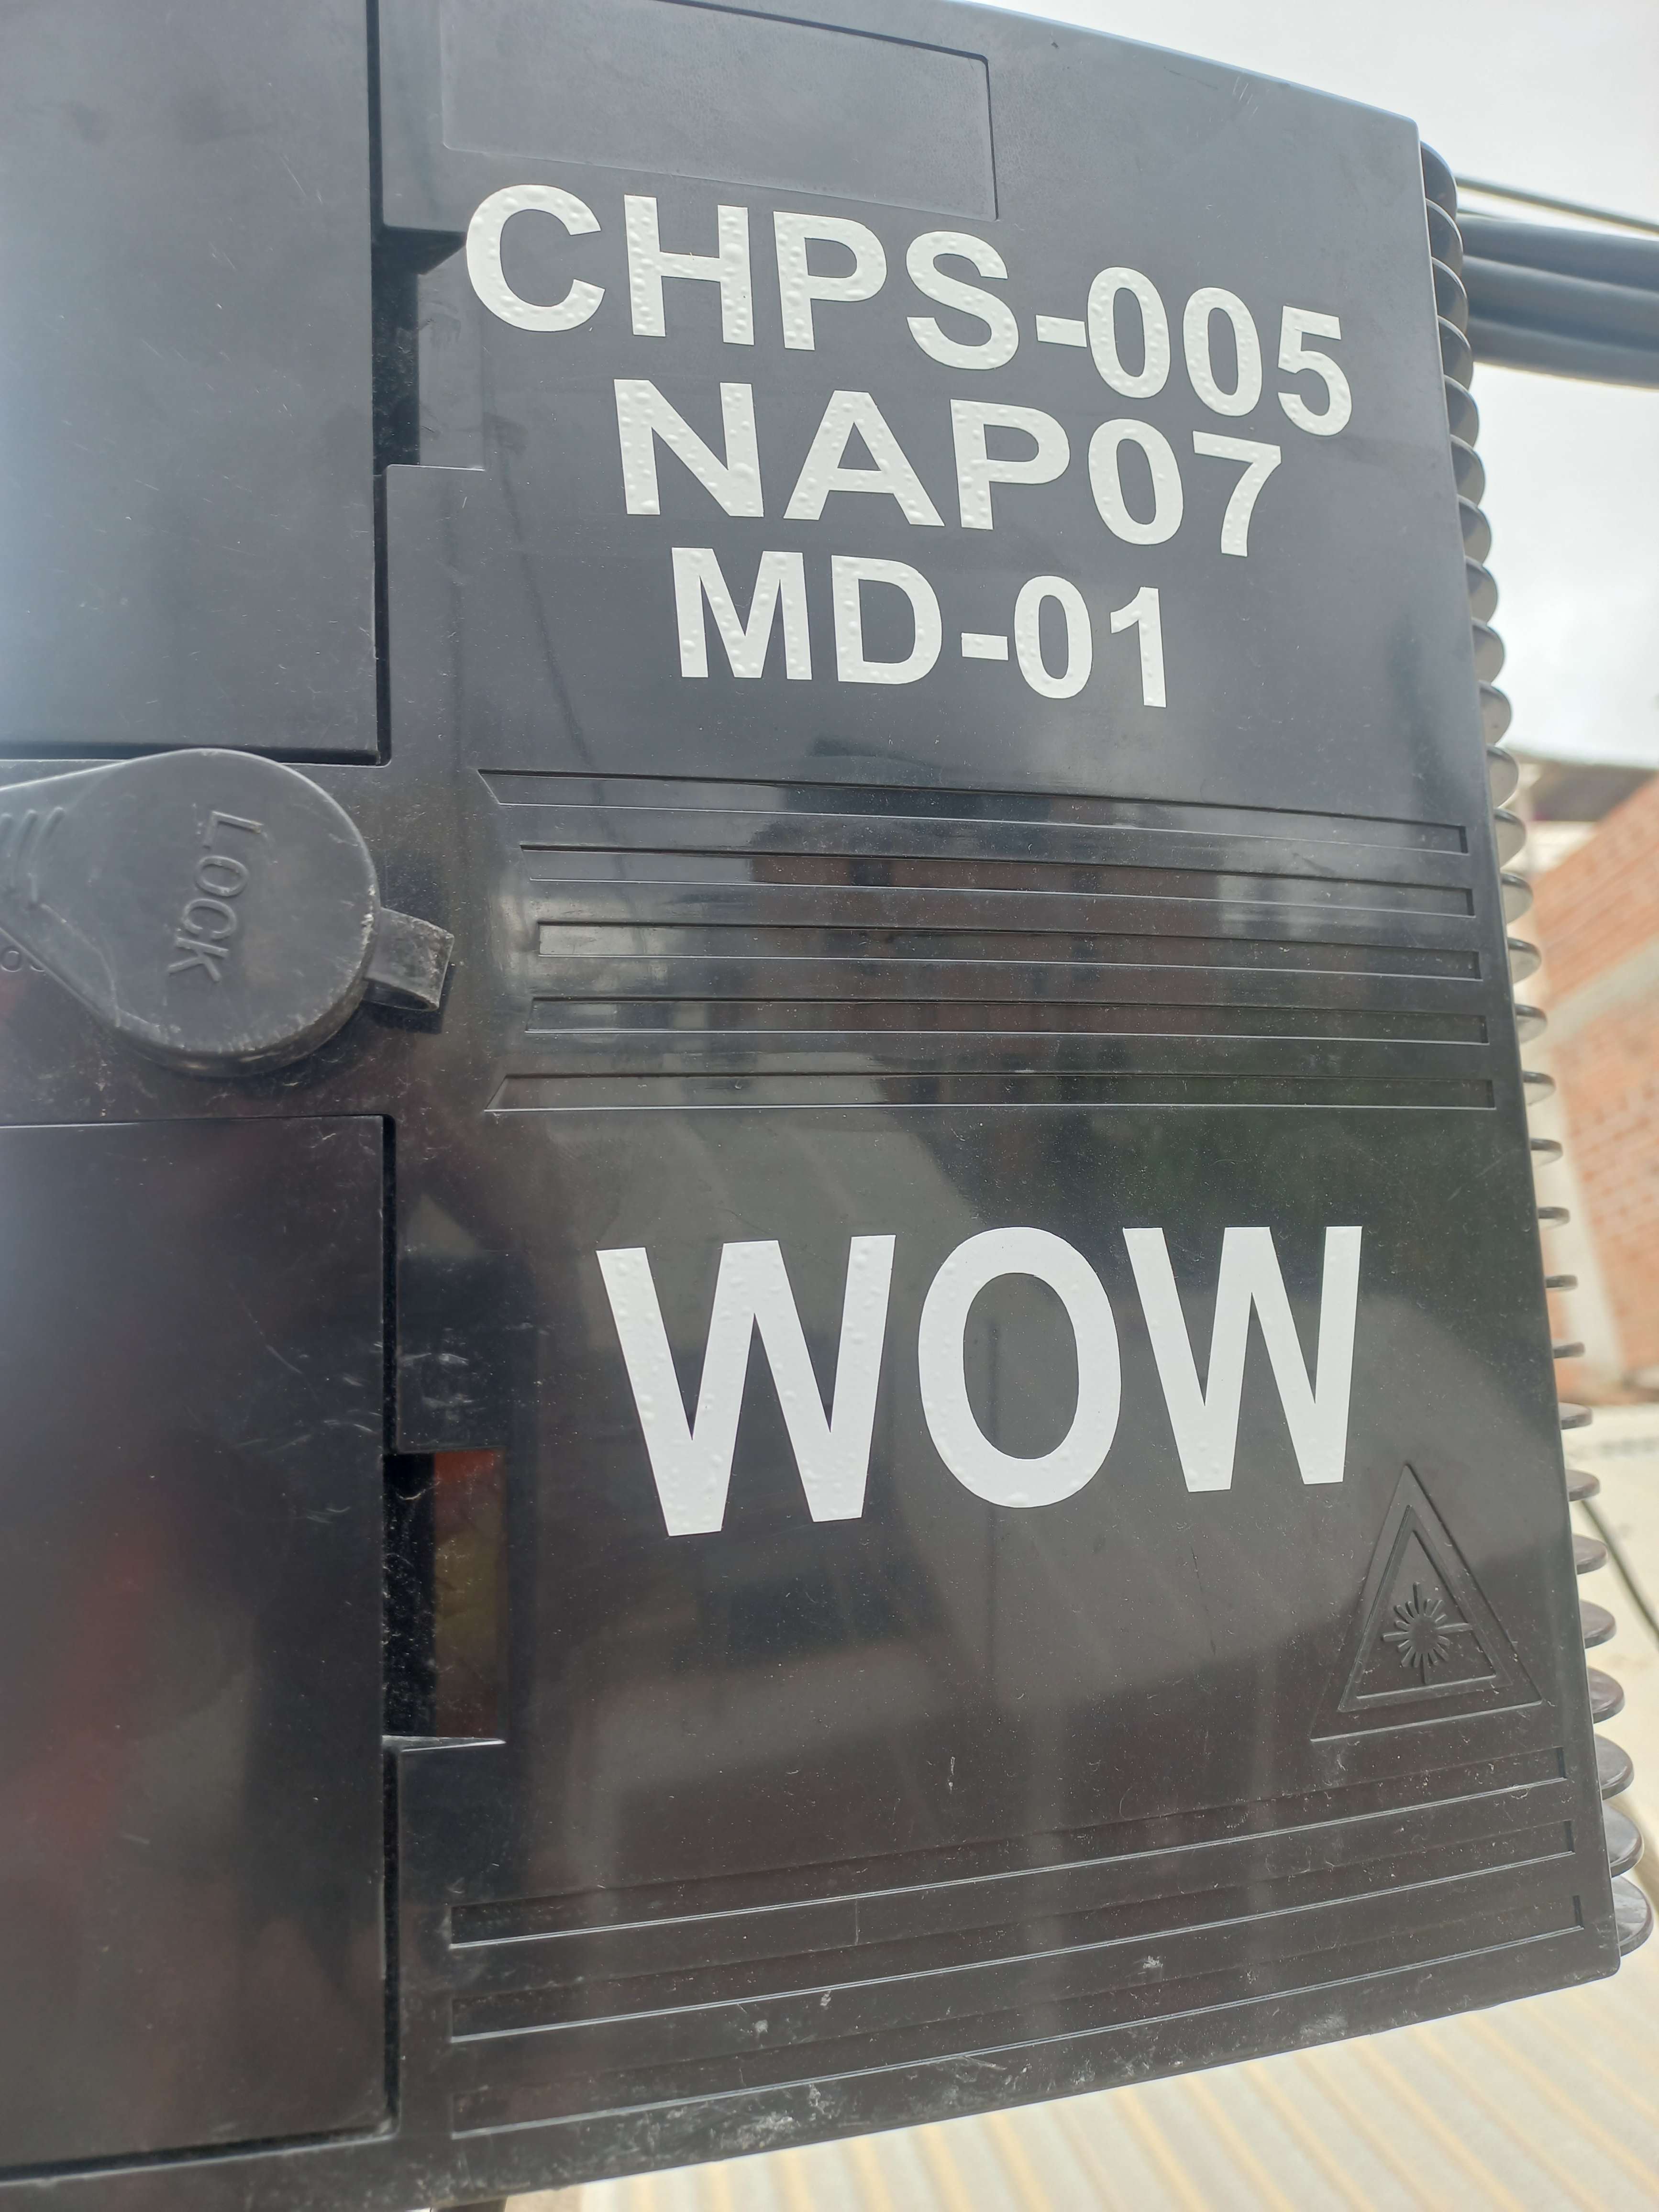 CHPS-005
NAP07
MD-01
LOCK
WOW